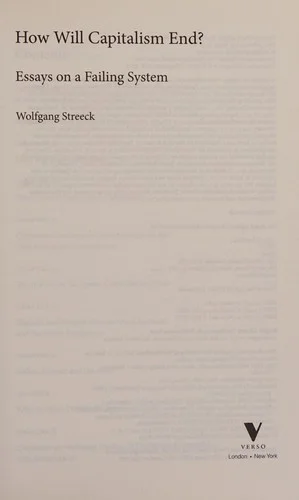 How Will Capitalism End?
Essays on a Failing System
Wolfgang Streeck
V
VERSO
London • New York